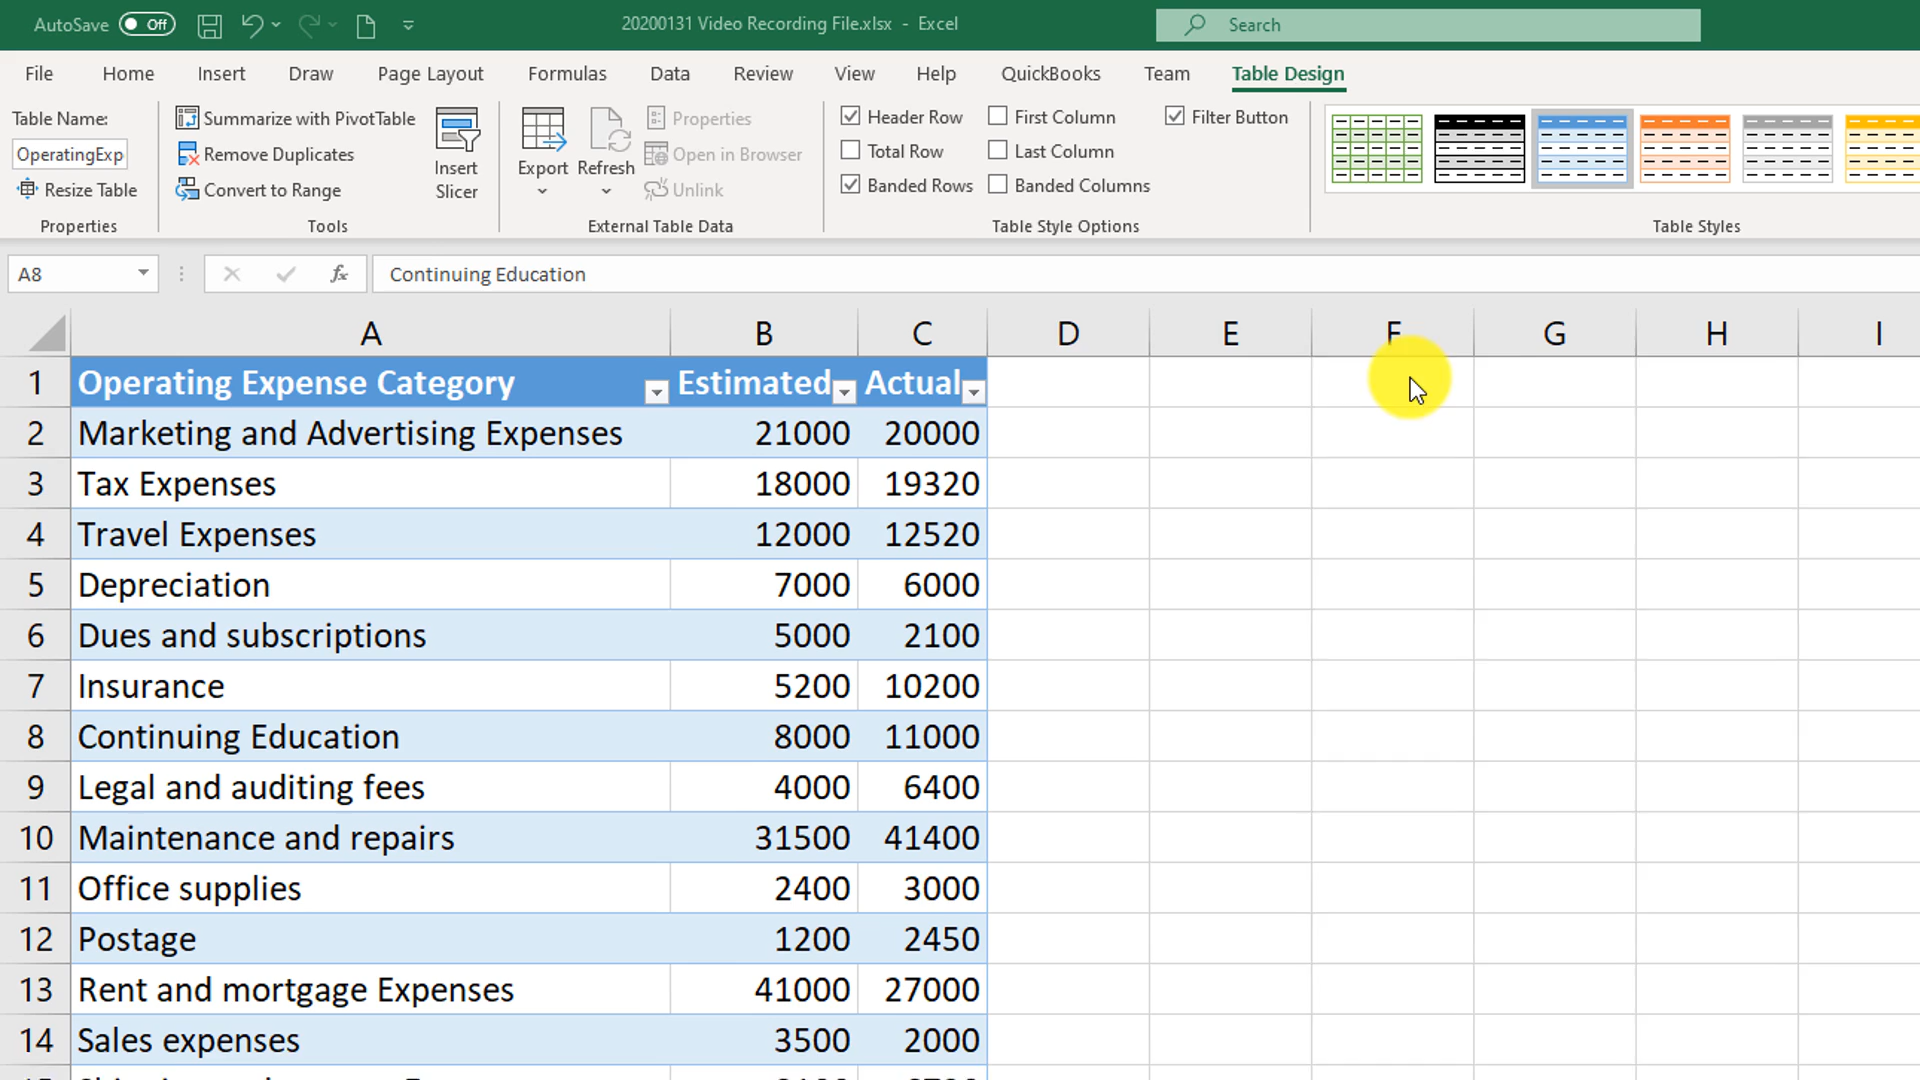 AutoSave Off 20200131 Video Recording File.xlsx - Excel Search
File Home Insert Draw Page Layout Formulas Data Review View Help QuickBooks Team Table Design
Table Name:
OperatingExp
Resize Table
Properties
Summarize with PivotTable
Remove Duplicates
Convert to Range
Insert
Slicer
Tools
Export Refresh
Properties
Open in Browser
Unlink
External Table Data
Header Row First Column Filter Button
Total Row Last Column
Banded Rows Banded Columns
Table Style Options
Table Styles
A8 fx Continuing Education
A B C D E F G H I
1 Operating Expense Category Estimated Actual
2 Marketing and Advertising Expenses 21000 20000
3 Tax Expenses 18000 19320
4 Travel Expenses 12000 12520
5 Depreciation 7000 6000
6 Dues and subscriptions 5000 2100
7 Insurance 5200 10200
8 Continuing Education 8000 11000
9 Legal and auditing fees 4000 6400
10 Maintenance and repairs 31500 41400
11 Office supplies 2400 3000
12 Postage 1200 2450
13 Rent and mortgage Expenses 41000 27000
14 Sales expenses 3500 2000